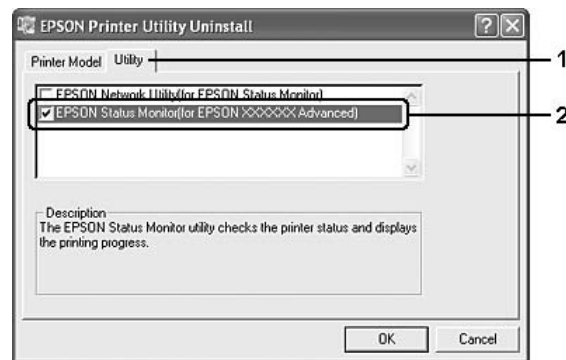 EPSON Printer Utility Uninstall
Printer Model Utility
1
EPSON Network Utility(for EPSON Status Monitor)
EPSON Status Monitor(for EPSON XXXXXX Advanced)
2
Description
The EPSON Status Monitor utility checks the printer status and displays
the printing progress.
OK Cancel